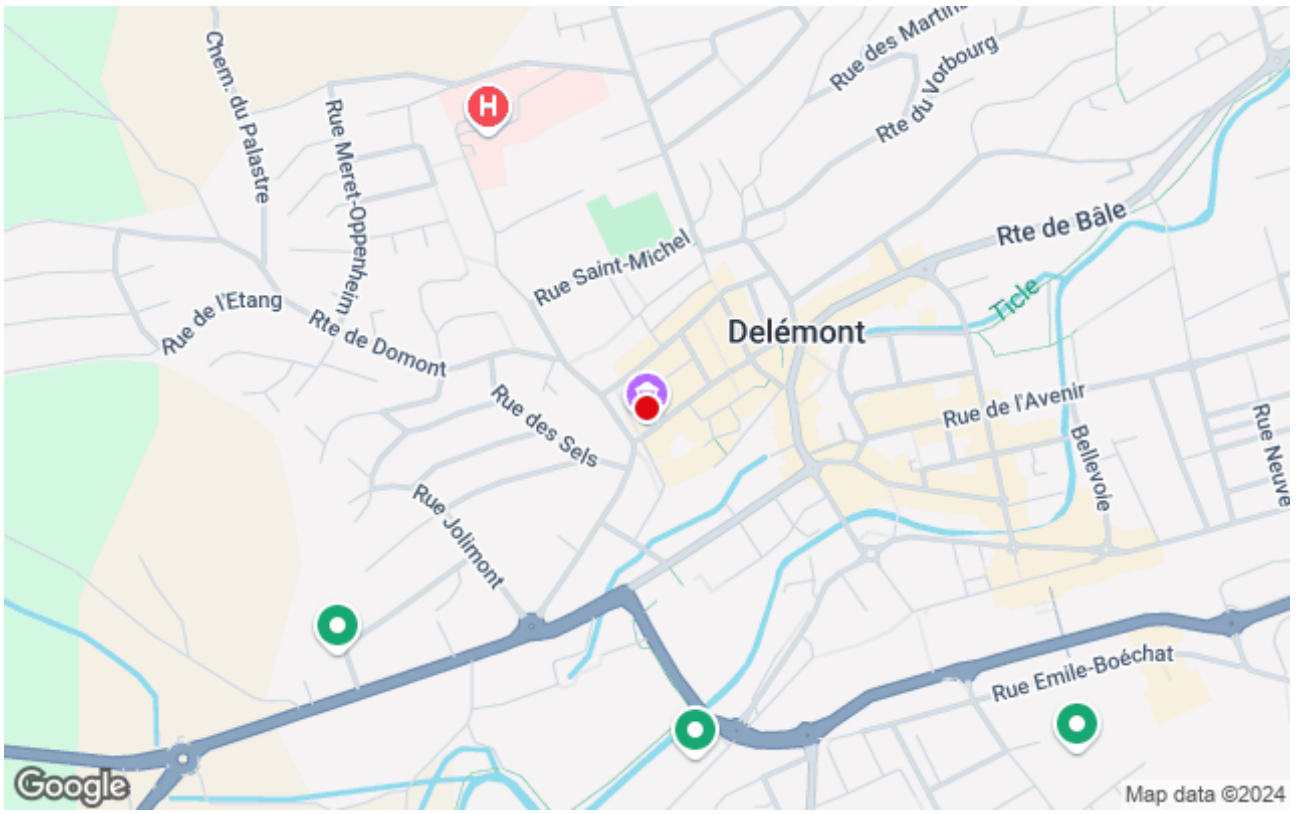 Rue des Martins
Chem. du Palastre
Rte du Vorbourg
H
Rue Meret-Oppenheim
Rte de Bâle
Rue Saint-Michel
Rue de l'Etang
Ticle
Rte de Domont
Delémont
Rue de l'Avenir
Rue des Sels
Bellevoie
Rue Neuve
Rue Jolimont
Rue Emile-Boéchat
Google
Map data ©2024